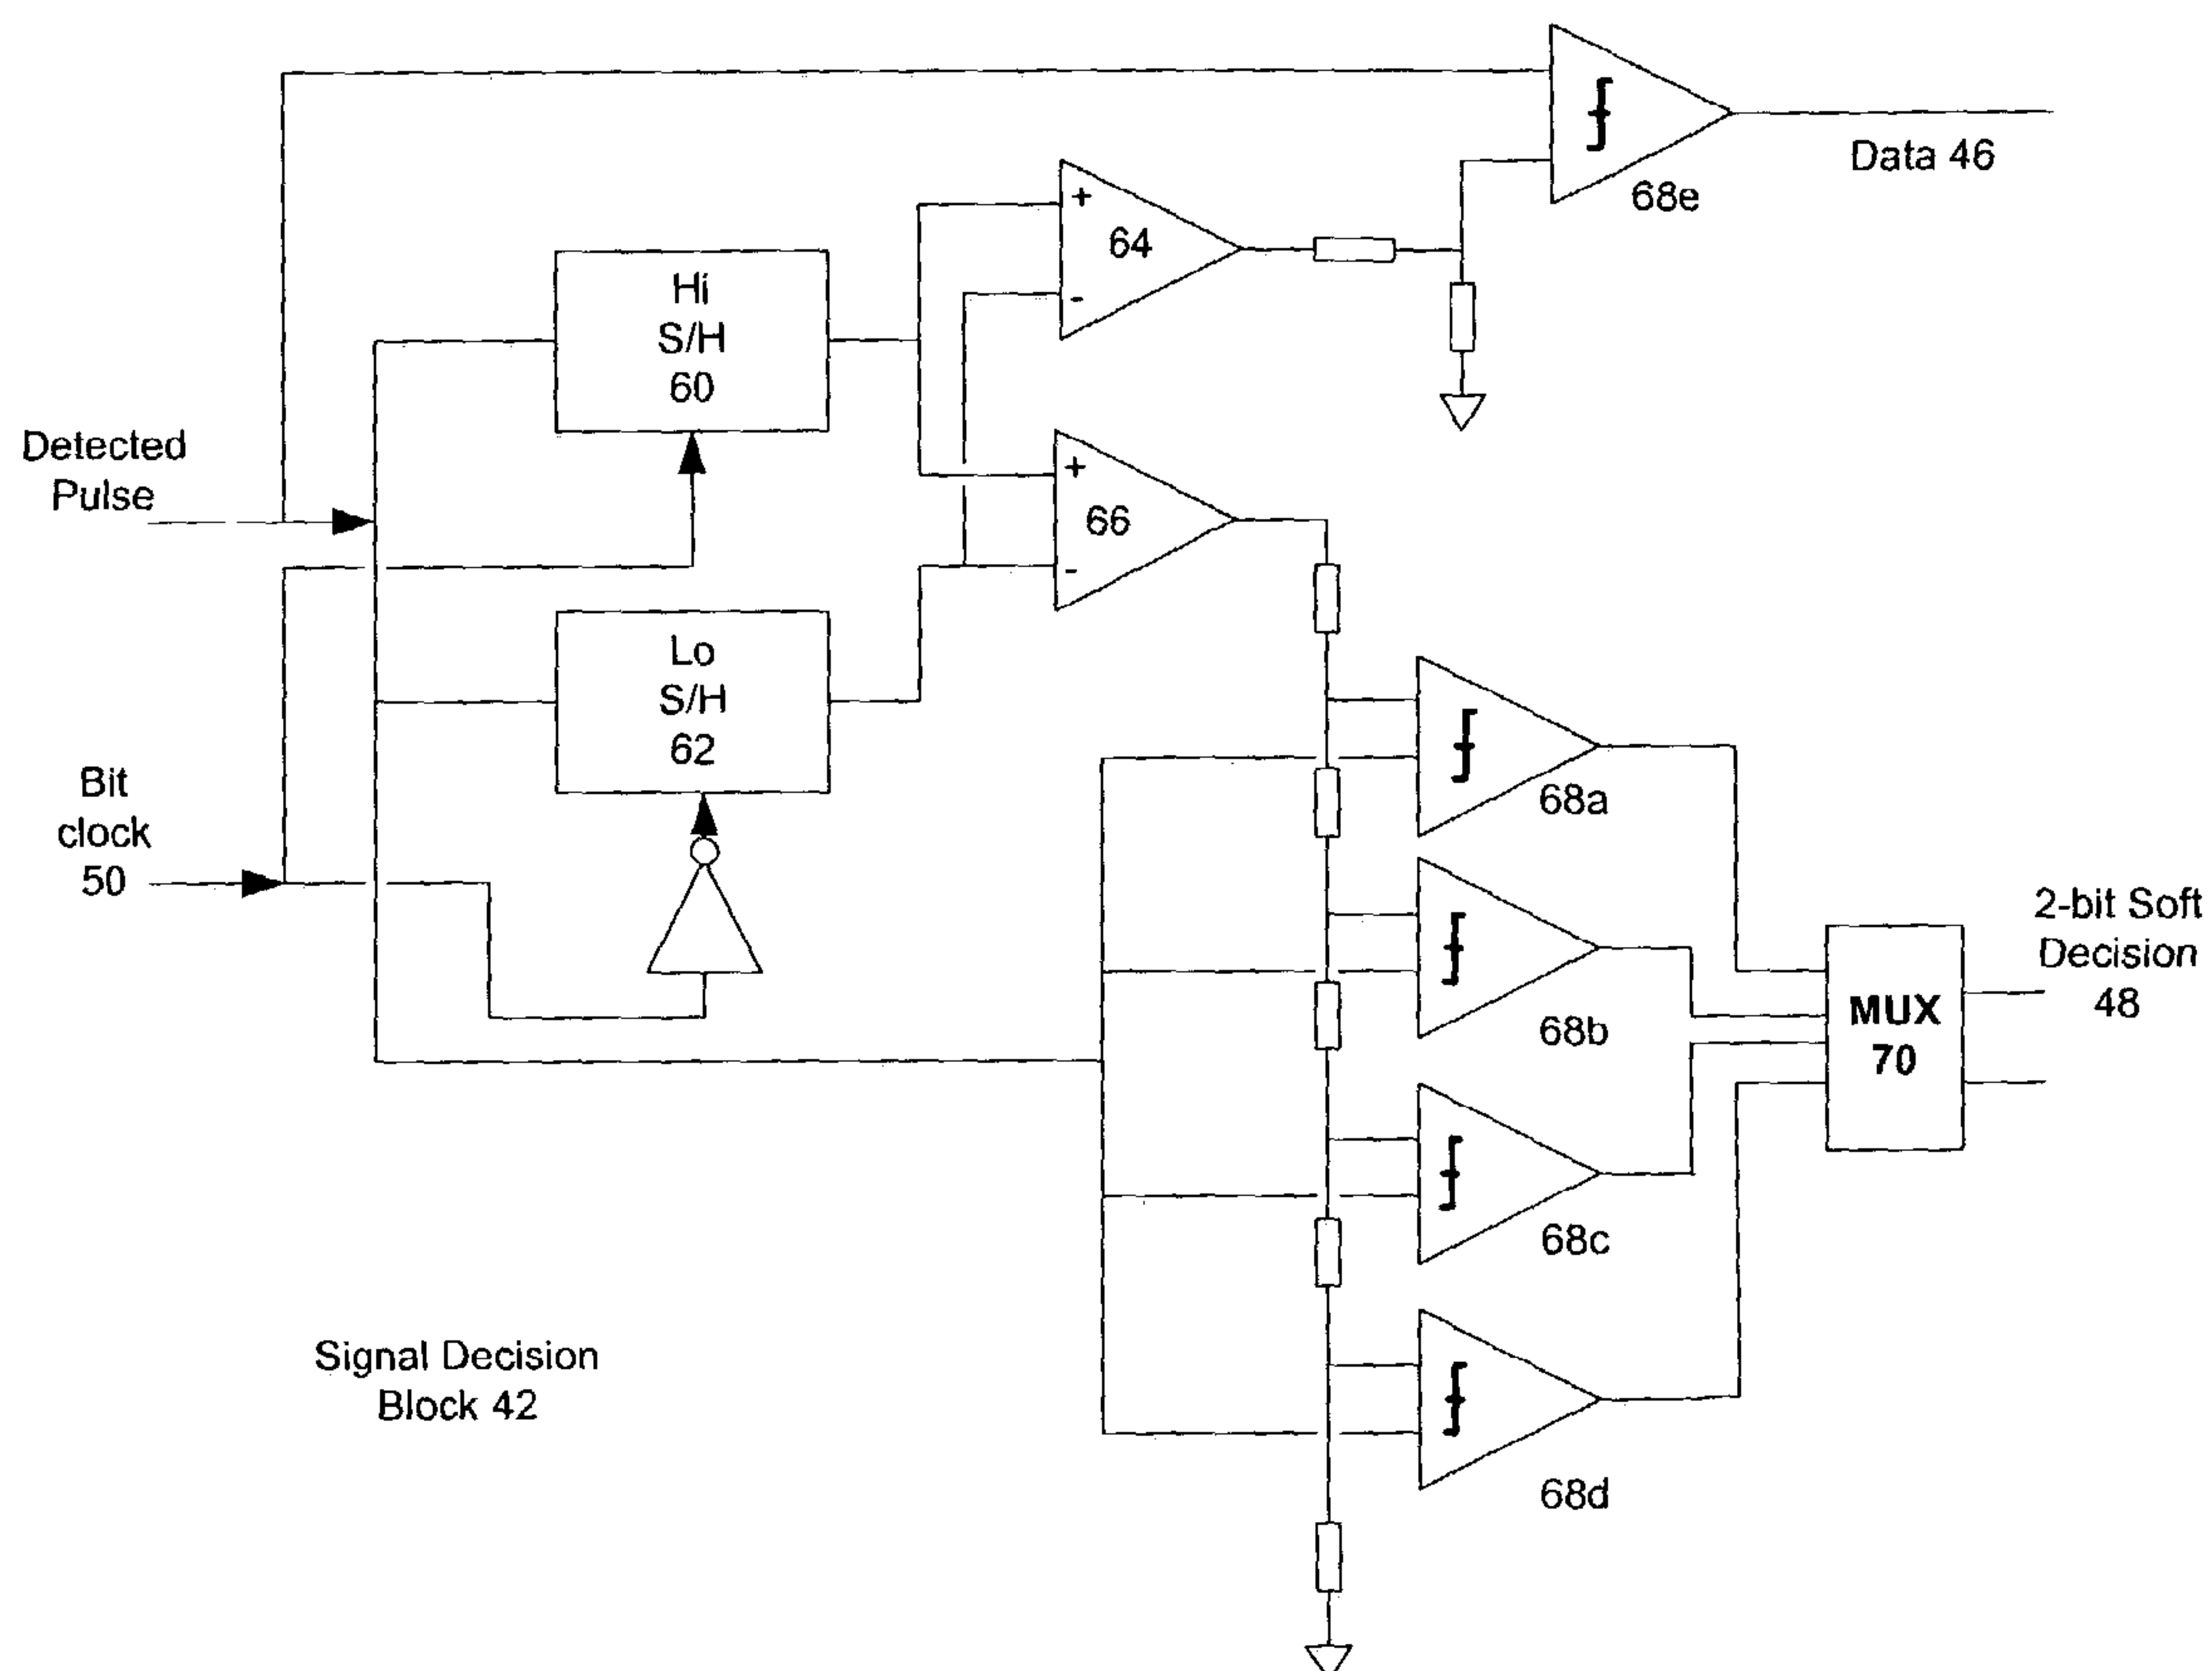 Data 46
68e
+
64
-
Hi
S/H
60
Detected
Pulse
+
66
-
Lo
S/H
62
Bit
clock
50
68a
68b
2-bit Soft
Decision
48
MUX
70
68c
Signal Decision
Block 42
68d